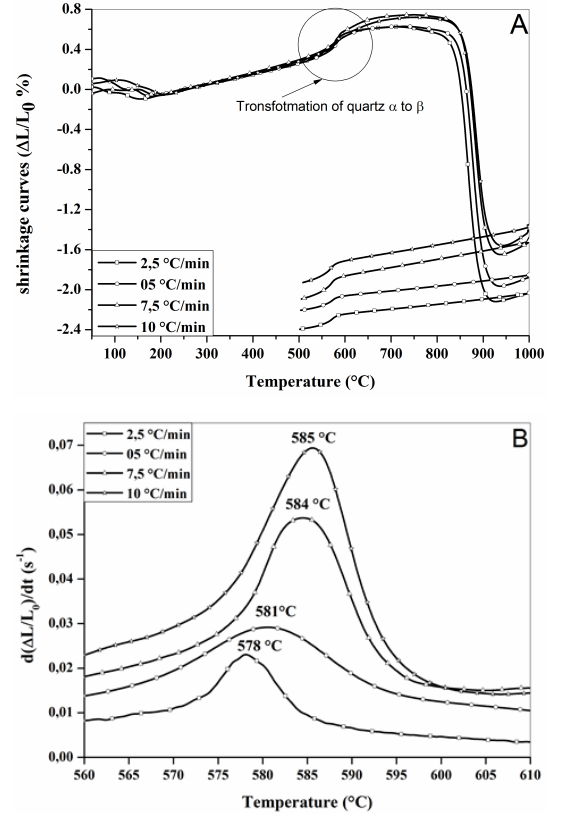 A
0.8
0.4
0.0
-0.4
-0.8
-1.2
-1.6
-2.0
-2.4
shrinkage curves (ΔL/L0 %)
Tronsfotmation of quartz α to β
2,5 °C/min
05 °C/min
7,5 °C/min
10 °C/min
100 200 300 400 500 600 700 800 900 1000
Temperature (°C)
B
0,07
0,06
0,05
0,04
0,03
0,02
0,01
0,00
d(ΔL/L0)/dt (s-1)
2,5 °C/min
05 °C/min
7,5 °C/min
10 °C/min
585 °C
584 °C
581°C
578 °C
560 565 570 575 580 585 590 595 600 605 610
Temperature (°C)